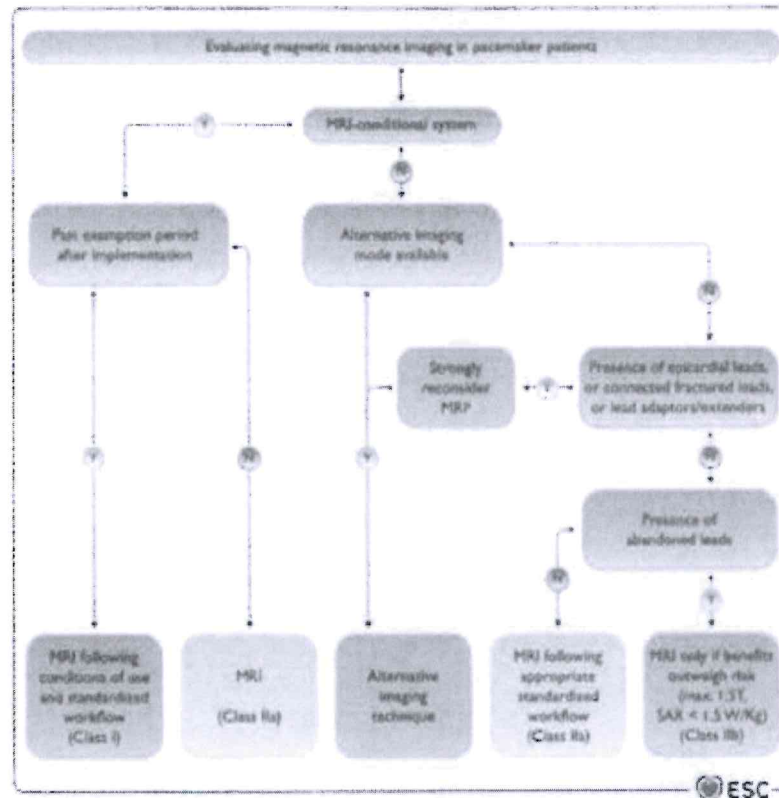 Evaluating magnetic resonance imaging in pacemaker patients
MRI-conditional system
Y
N
Past exemption period
after implementation
Alternative imaging
mode available
N
Strongly
reconsider
MRI?
Y
Presence of epicardial leads,
or connected fractured leads,
or lead adaptors/extenders
Y
N
Y
N
Presence of
abandoned leads
N
Y
MRI following
conditions of use
and standardized
workflow
(Class I)
MRI
(Class IIa)
Alternative
imaging
technique
MRI following
appropriate
standardized
workflow
(Class IIa)
MRI only if benefits
outweigh risk
(max. 1.5T,
SAR < 1.5 W/Kg)
(Class IIb)
ESC